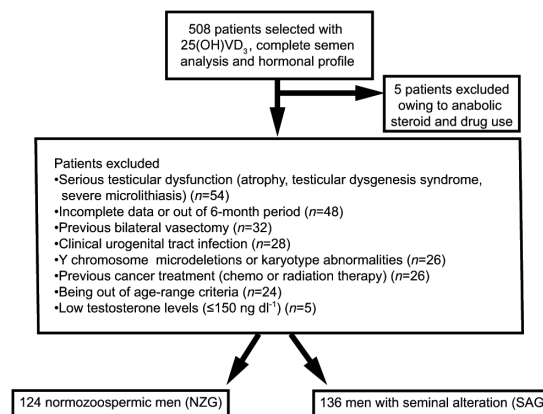 508 patients selected with
25(OH)VD₃, complete semen
analysis and hormonal profile
5 patients excluded
owing to anabolic
steroid and drug use
Patients excluded
•Serious testicular dysfunction (atrophy, testicular dysgenesis syndrome,
severe microlithiasis) (n=54)
•Incomplete data or out of 6-month period (n=48)
•Previous bilateral vasectomy (n=32)
•Clinical urogenital tract infection (n=28)
•Y chromosome microdeletions or karyotype abnormalities (n=26)
•Previous cancer treatment (chemo or radiation therapy) (n=26)
•Being out of age-range criteria (n=24)
•Low testosterone levels (≤150 ng dl⁻¹) (n=5)
124 normozoospermic men (NZG)
136 men with seminal alteration (SAG